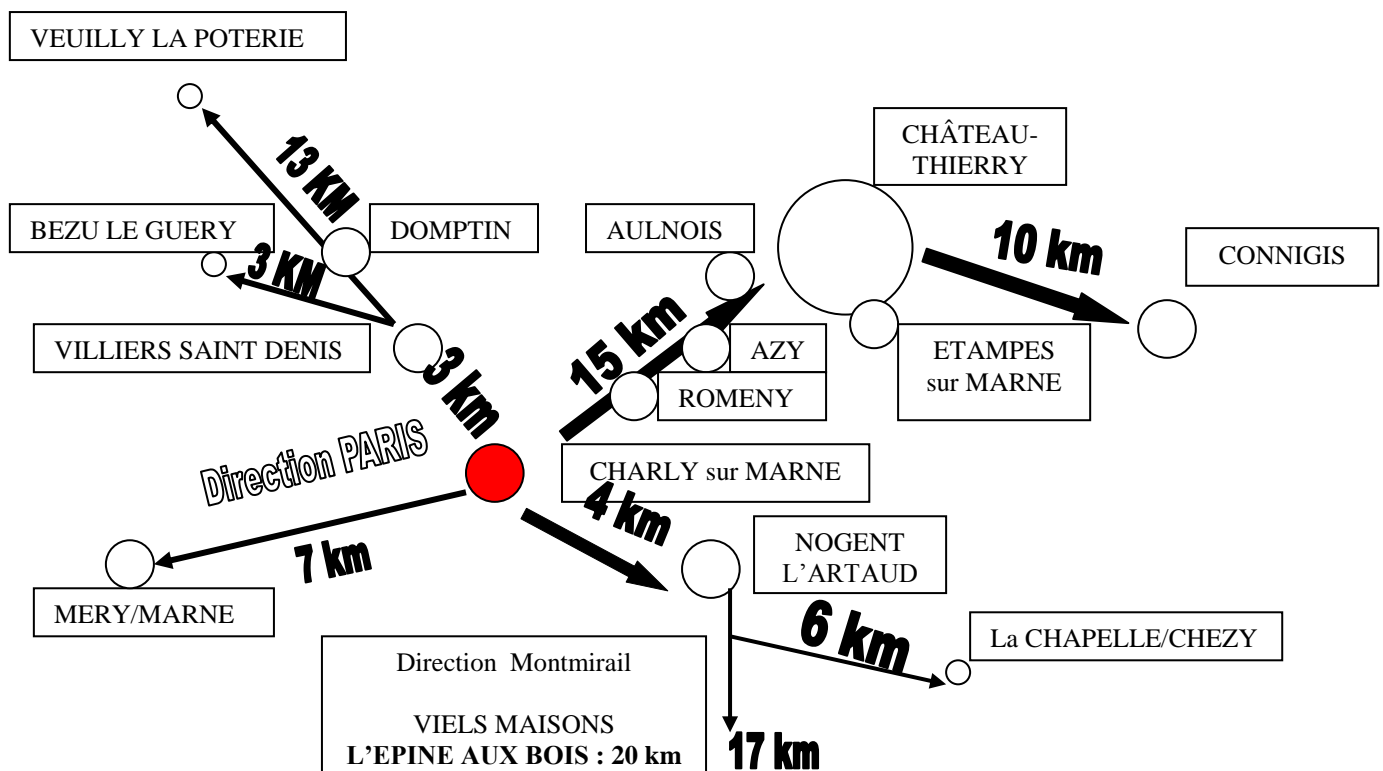 VEUILLY LA POTERIE
13 KM
CHÂTEAU-
THIERRY
BEZU LE GUERY
DOMPTIN
AULNOIS
10 km
CONNIGIS
3 KM
VILLIERS SAINT DENIS
3 km
15 km
AZY
ETAMPES
sur MARNE
ROMENY
Direction PARIS
CHARLY sur MARNE
4 km
7 km
NOGENT
L’ARTAUD
MERY/MARNE
6 km
La CHAPELLE/CHEZY
Direction Montmirail
VIELS MAISONS
L’EPINE AUX BOIS : 20 km
17 km